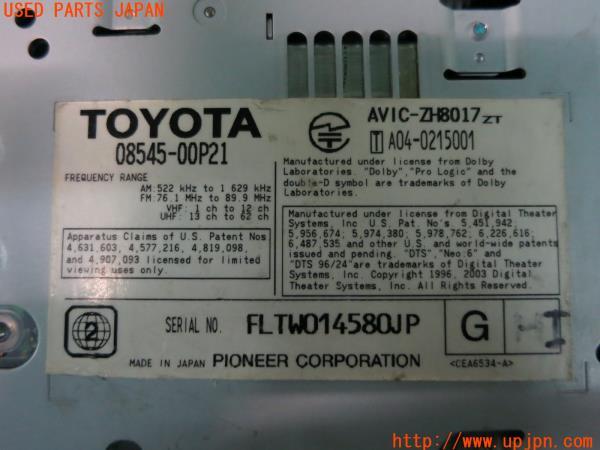 USED PARTS JAPAN
TOYOTA
08545-00P21
AVIC-ZH8017ZT
T A04-0215001
FREQUENCY RANGE
AM: 522 kHz to 1 629 kHz
FM: 76.1 MHz to 89.9 MHz
VHF: 1 ch to 12 ch
UHF: 13 ch to 62 ch
Manufactured under license from Dolby
Laboratories. "Dolby", "Pro Logic" and the
double-D symbol are trademarks of Dolby
Laboratories.
Apparatus Claims of U.S. Patent Nos
4,631,603, 4,577,216, 4,819,098,
and 4,907,093 licensed for limited
viewing uses only.
Manufactured under license from Digital Theater
Systems, Inc. U.S. Pat. No's. 5,451,942,
5,956,674; 5,974,380; 5,978,762; 6,226,616;
6,487,535 and other U.S. and world-wide patents
issued and pending. "DTS", "Neo:6" and
"DTS 96/24" are trademarks of Digital Theater
Systems, Inc. Copyright 1996, 2003 Digital
Theater Systems, Inc. All Rights Reserved.
2
SERIAL NO. FLTW014580JP
G H I
MADE IN JAPAN PIONEER CORPORATION
<CEA6534-A>
http://www.upjpn.com/